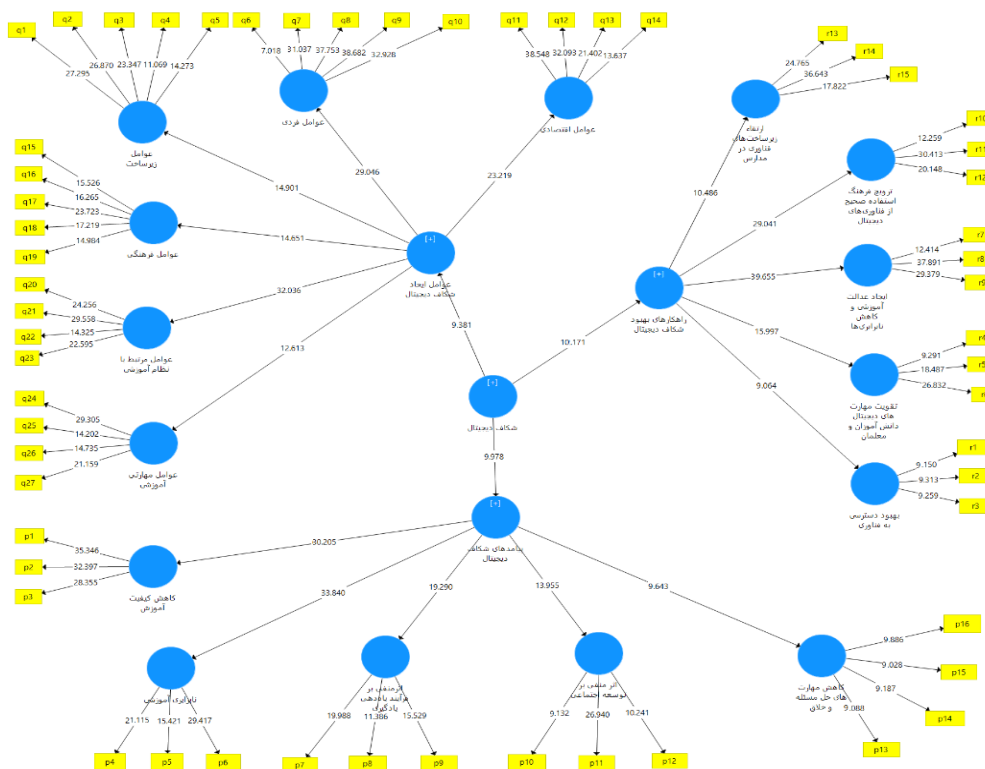 q1
q2
q3
q4
q5
q6
q7
q8
q9
q10
q11
q12
q13
q14
27.295
26.870
23.347
11.069
14.273
7.018
31.037
37.753
38.682
32.928
38.548
32.093
21.402
13.637
عوامل
زیرساخت
عوامل فردی
عوامل اقتصادی
r13
r14
r15
24.765
36.643
17.822
ارتقاء
زیرساخت‌های
فناوری در
مدارس
r10
r11
r12
12.259
30.413
20.148
ترویج فرهنگ
استفاده صحیح
از فناوری‌های
دیجیتال
q15
q16
q17
q18
q19
15.526
16.265
23.723
17.219
14.984
عوامل فرهنگی
14.901
29.046
23.219
14.651
32.036
12.613
[+]
عوامل ایجاد
شکاف دیجیتال
10.486
29.041
39.655
15.997
9.064
[+]
راهکارهای بهبود
شکاف دیجیتال
r7
r8
r9
12.414
37.891
29.379
ایجاد عدالت
آموزشی و
کاهش
نابرابری‌ها
q20
q21
q22
q23
24.256
29.558
14.325
22.595
عوامل مرتبط با
نظام آموزشی
9.381
10.171
[+]
شکاف دیجیتال
9.978
r4
r5
9.291
18.487
26.832
تقویت مهارت
های دیجیتال
دانش آموزان و
معلمان
q24
q25
q26
q27
29.305
14.202
14.735
21.159
عوامل مهارتی
آموزشی
r1
r2
r3
9.150
9.313
9.259
بهبود دسترسی
به فناوری
[+]
پیامدهای شکاف
دیجیتال
30.205
33.840
19.290
13.955
9.643
p1
p2
p3
35.346
32.397
28.355
کاهش کیفیت
آموزش
نابرابری آموزشی
21.115
15.421
29.417
p4
p5
p6
اثرمنفی بر
فرآیند یاددهی
یادگیری
19.988
11.386
15.529
p7
p8
p9
اثر منفی بر
توسعه اجتماعی
9.132
26.940
10.241
p10
p11
p12
کاهش مهارت
های حل مسئله
و خلاق
9.886
9.028
9.187
9.088
p16
p15
p14
p13